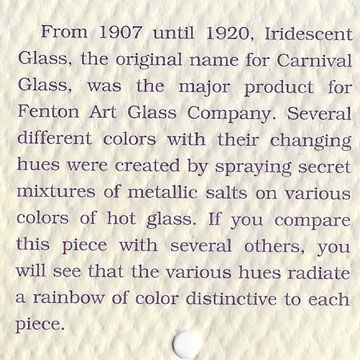 From 1907 until 1920, Iridescent
Glass, the original name for Carnival
Glass, was the major product for
Fenton Art Glass Company. Several
different colors with their changing
hues were created by spraying secret
mixtures of metallic salts on various
colors of hot glass. If you compare
this piece with several others, you
will see that the various hues radiate
a rainbow of color distinctive to each
piece.